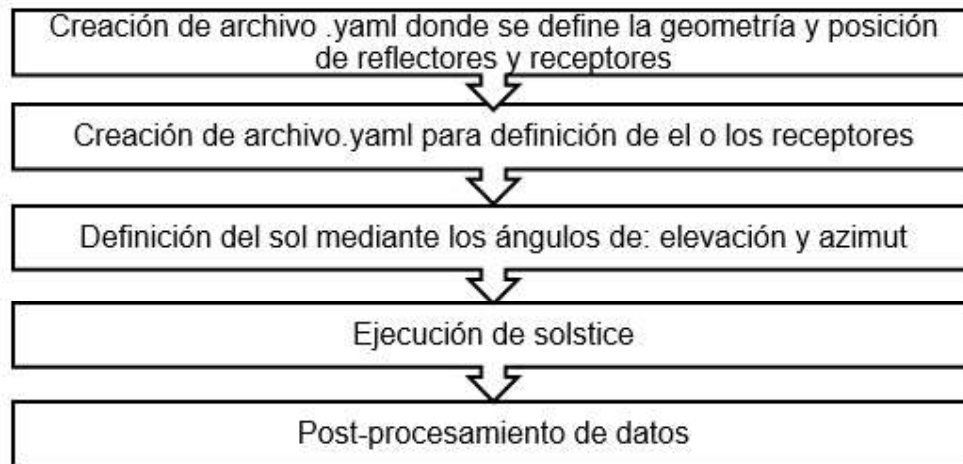 Creación de archivo .yaml donde se define la geometría y posición
de reflectores y receptores
Creación de archivo.yaml para definición de el o los receptores
Definición del sol mediante los ángulos de: elevación y azimut
Ejecución de solstice
Post-procesamiento de datos